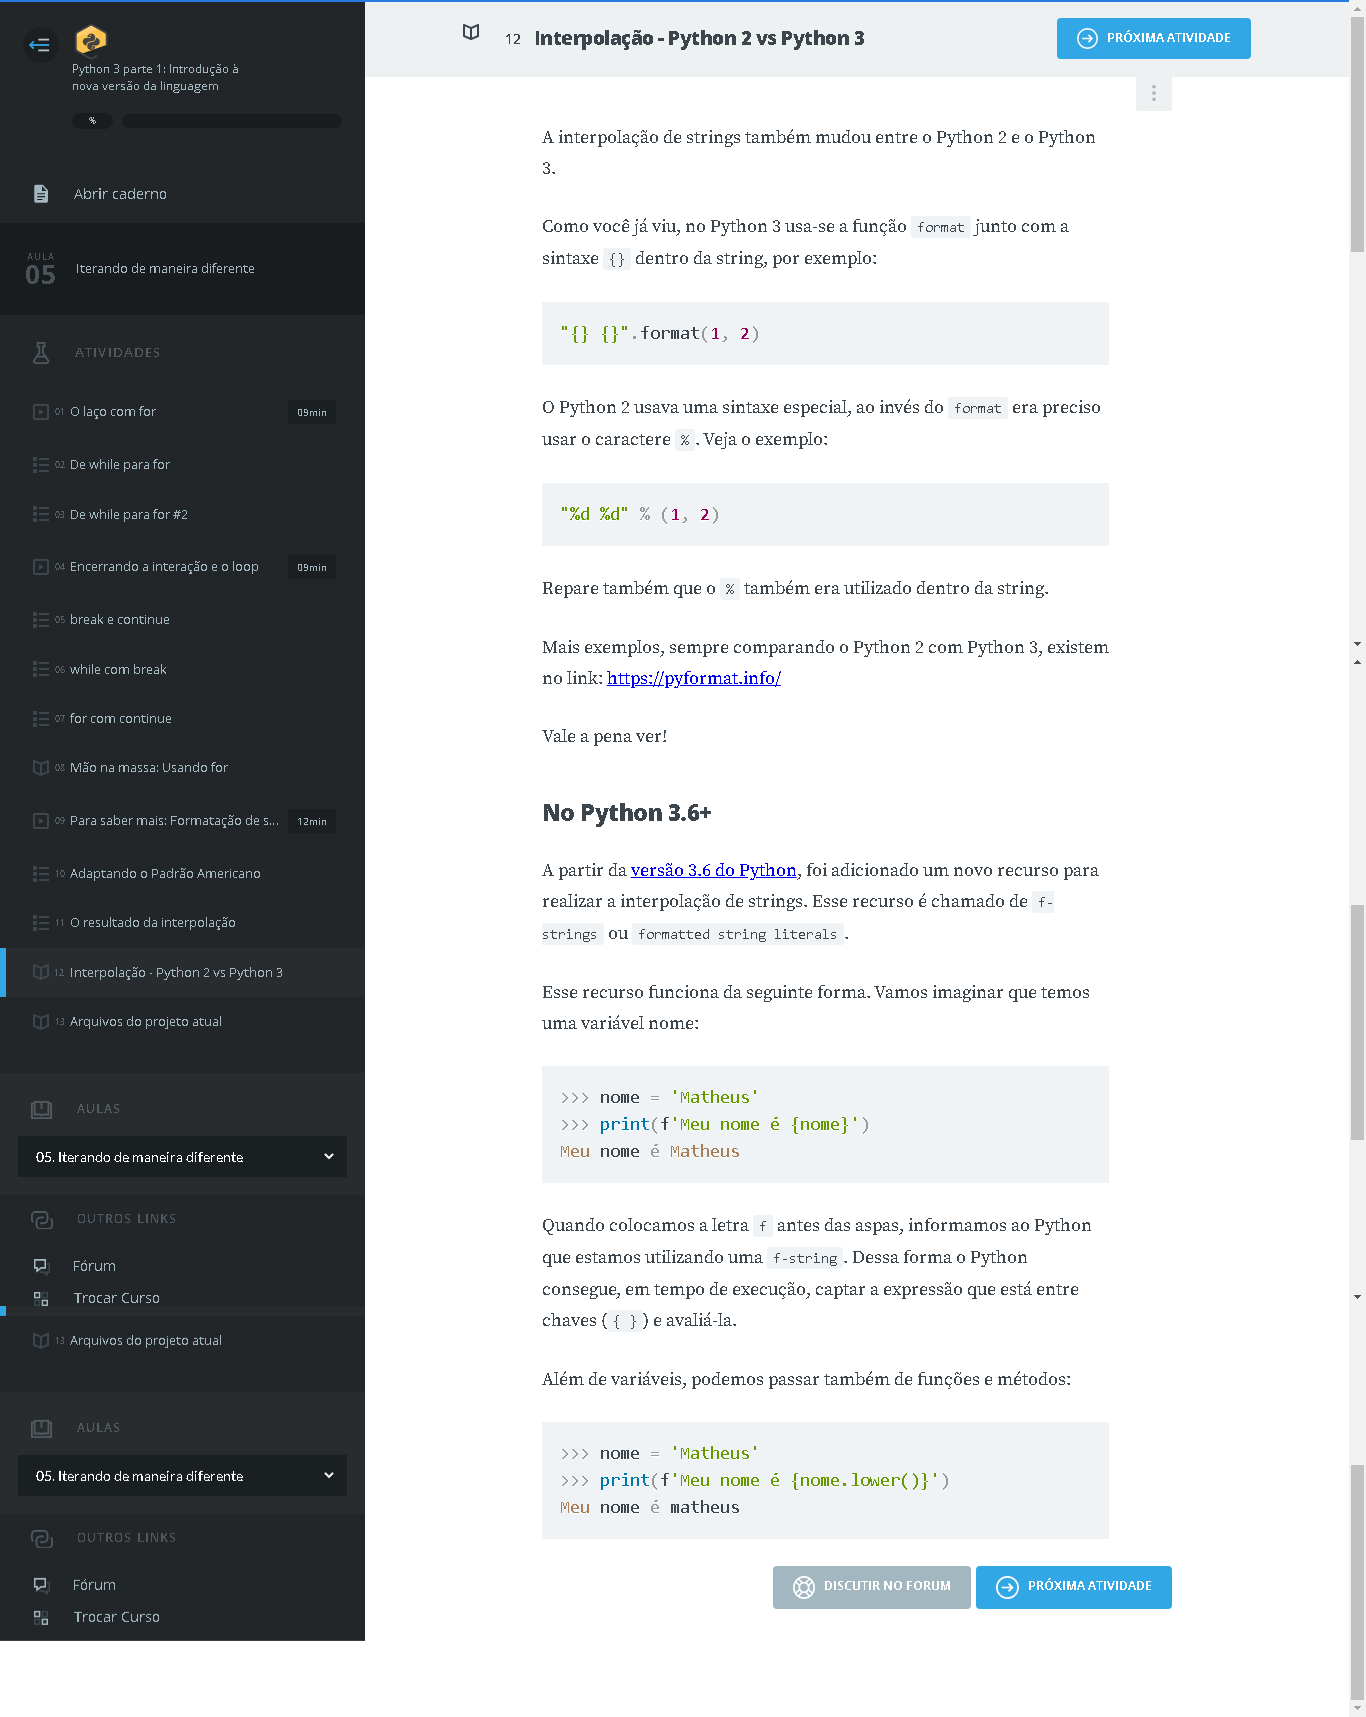 Python 3 parte 1: Introdução à
nova versão da linguagem
%
Abrir caderno
AULA
05
Iterando de maneira diferente
ATIVIDADES
01 O laço com for 09min
02 De while para for
03 De while para for #2
04 Encerrando a interação e o loop 09min
05 break e continue
06 while com break
07 for com continue
08 Mão na massa: Usando for
09 Para saber mais: Formatação de s... 12min
10 Adaptando o Padrão Americano
11 O resultado da interpolação
12 Interpolação - Python 2 vs Python 3
13 Arquivos do projeto atual
AULAS
05. Iterando de maneira diferente
OUTROS LINKS
Fórum
Trocar Curso
13 Arquivos do projeto atual
AULAS
05. Iterando de maneira diferente
OUTROS LINKS
Fórum
Trocar Curso
12 Interpolação - Python 2 vs Python 3
PRÓXIMA ATIVIDADE
A interpolação de strings também mudou entre o Python 2 e o Python
3.
Como você já viu, no Python 3 usa-se a função format junto com a
sintaxe {} dentro da string, por exemplo:
"{} {}".format(1, 2)
O Python 2 usava uma sintaxe especial, ao invés do format era preciso
usar o caractere %. Veja o exemplo:
"%d %d" % (1, 2)
Repare também que o % também era utilizado dentro da string.
Mais exemplos, sempre comparando o Python 2 com Python 3, existem
no link: https://pyformat.info/
Vale a pena ver!
No Python 3.6+
A partir da versão 3.6 do Python, foi adicionado um novo recurso para
realizar a interpolação de strings. Esse recurso é chamado de f-
strings ou formatted string literals.
Esse recurso funciona da seguinte forma. Vamos imaginar que temos
uma variável nome:
>>> nome = 'Matheus'
>>> print(f'Meu nome é {nome}')
Meu nome é Matheus
Quando colocamos a letra f antes das aspas, informamos ao Python
que estamos utilizando uma f-string. Dessa forma o Python
consegue, em tempo de execução, captar a expressão que está entre
chaves ({ }) e avaliá-la.
Além de variáveis, podemos passar também de funções e métodos:
>>> nome = 'Matheus'
>>> print(f'Meu nome é {nome.lower()}')
Meu nome é matheus
DISCUTIR NO FORUM
PRÓXIMA ATIVIDADE